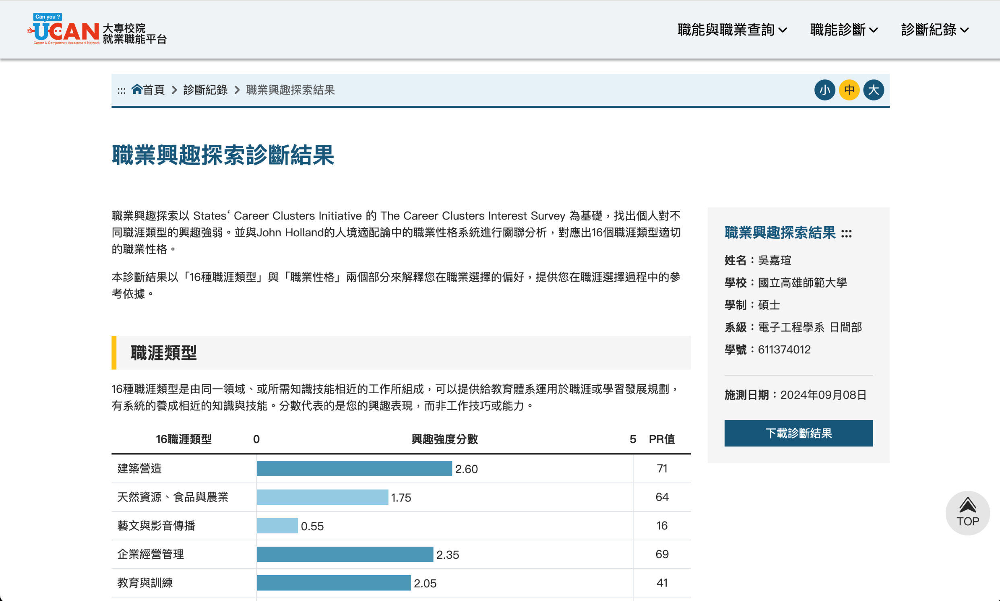 Can you ?
UCAN
Career & Competency Assessment Network
大專校院
就業職能平台
職能與職業查詢
職能診斷
診斷紀錄
::: 首頁 > 診斷紀錄 > 職業興趣探索結果
小 中 大
職業興趣探索診斷結果
職業興趣探索以 States‘ Career Clusters Initiative 的 The Career Clusters Interest Survey 為基礎，找出個人對不
同職涯類型的興趣強弱。並與John Holland的人境適配論中的職業性格系統進行關聯分析，對應出16個職涯類型適切
的職業性格。
本診斷結果以「16種職涯類型」與「職業性格」兩個部分來解釋您在職業選擇的偏好，提供您在職涯選擇過程中的參
考依據。
職涯類型
16種職涯類型是由同一領域、或所需知識技能相近的工作所組成，可以提供給教育體系運用於職涯或學習發展規劃，
有系統的養成相近的知識與技能。分數代表的是您的興趣表現，而非工作技巧或能力。
16職涯類型 0 興趣強度分數 5 PR值
建築營造 2.60 71
天然資源、食品與農業 1.75 64
藝文與影音傳播 0.55 16
企業經營管理 2.35 69
教育與訓練 2.05 41
職業興趣探索結果 :::
姓名：吳嘉瑄
學校：國立高雄師範大學
學制：碩士
系級：電子工程學系 日間部
學號：611374012
施測日期：2024年09月08日
下載診斷結果
TOP